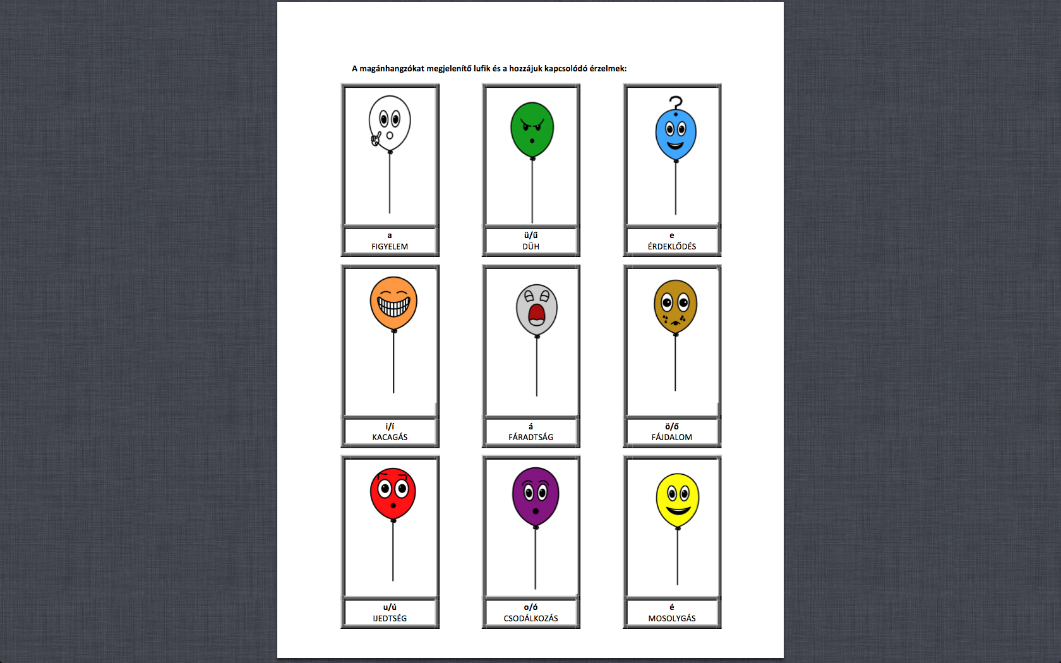 A magánhangzókat megjelenítő lufik és a hozzájuk kapcsolódó érzelmek:
a
FIGYELEM
ü/ű
DÜH
e
ÉRDEKLŐDÉS
i/í
KACAGÁS
á
FÁRADTSÁG
ö/ő
FÁJDALOM
u/ú
IJEDTSÉG
o/ó
CSODÁLKOZÁS
é
MOSOLYGÁS